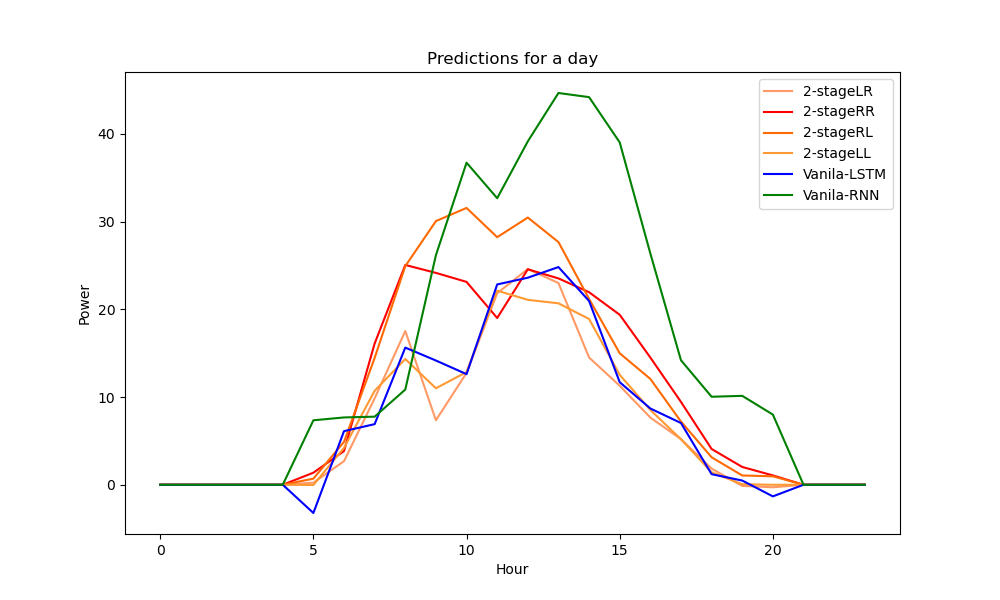 Predictions for a day
2-stageLR
2-stageRR
2-stageRL
2-stageLL
Vanila-LSTM
Vanila-RNN
40
30
20
10
0
Power
0 5 10 15 20
Hour